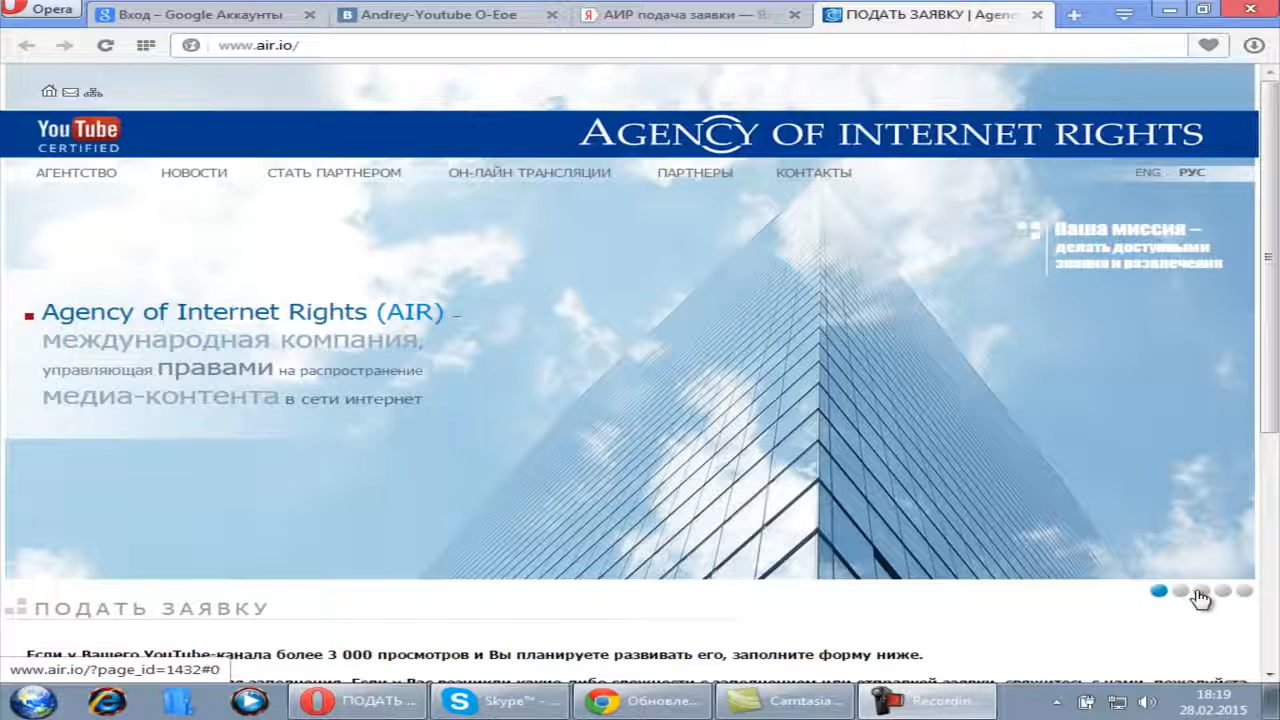 Opera
Вход – Google Аккаунты
Andrey-Youtube O-Eoe
АИР подача заявки — Я
ПОДАТЬ ЗАЯВКУ | Agenc
www.air.io/
YouTube
CERTIFIED
AGENCY OF INTERNET RIGHTS
АГЕНТСТВО НОВОСТИ СТАТЬ ПАРТНЕРОМ ОН-ЛАЙН ТРАНСЛЯЦИИ ПАРТНЕРЫ КОНТАКТЫ ENG РУС
Наша миссия –
делать доступными
знания и развлечения
Agency of Internet Rights (AIR) –
международная компания,
управляющая правами на распространение
медиа-контента в сети интернет
ПОДАТЬ ЗАЯВКУ
Если у Вашего YouTube-канала более 3 000 просмотров и Вы планируете развивать его, заполните форму ниже.
www.air.io/?page_id=1432#0
ПОДАТЬ ...
Skype™ - ...
Обновле...
Camtasia...
Recordin...
18:19
28.02.2015